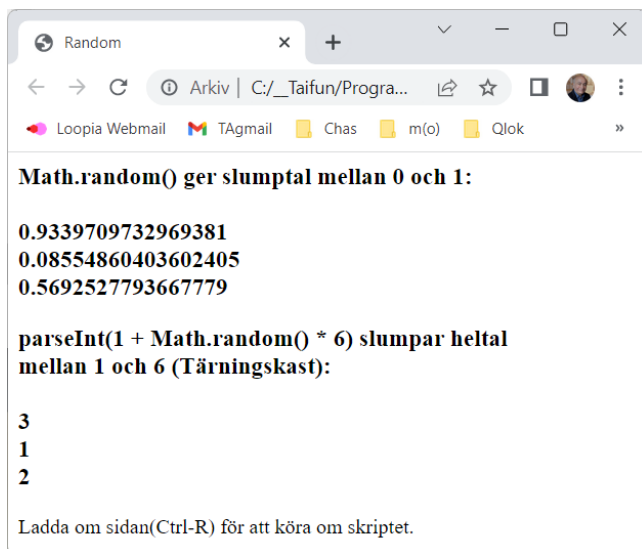 Random
Arkiv | C:/__Taifun/Progra...
Loopia Webmail TAgmail Chas m(o) Qlok »
Math.random() ger slumptal mellan 0 och 1:
0.9339709732969381
0.08554860403602405
0.5692527793667779
parseInt(1 + Math.random() * 6) slumpar heltal
mellan 1 och 6 (Tärningskast):
3
1
2
Ladda om sidan(Ctrl-R) för att köra om skriptet.